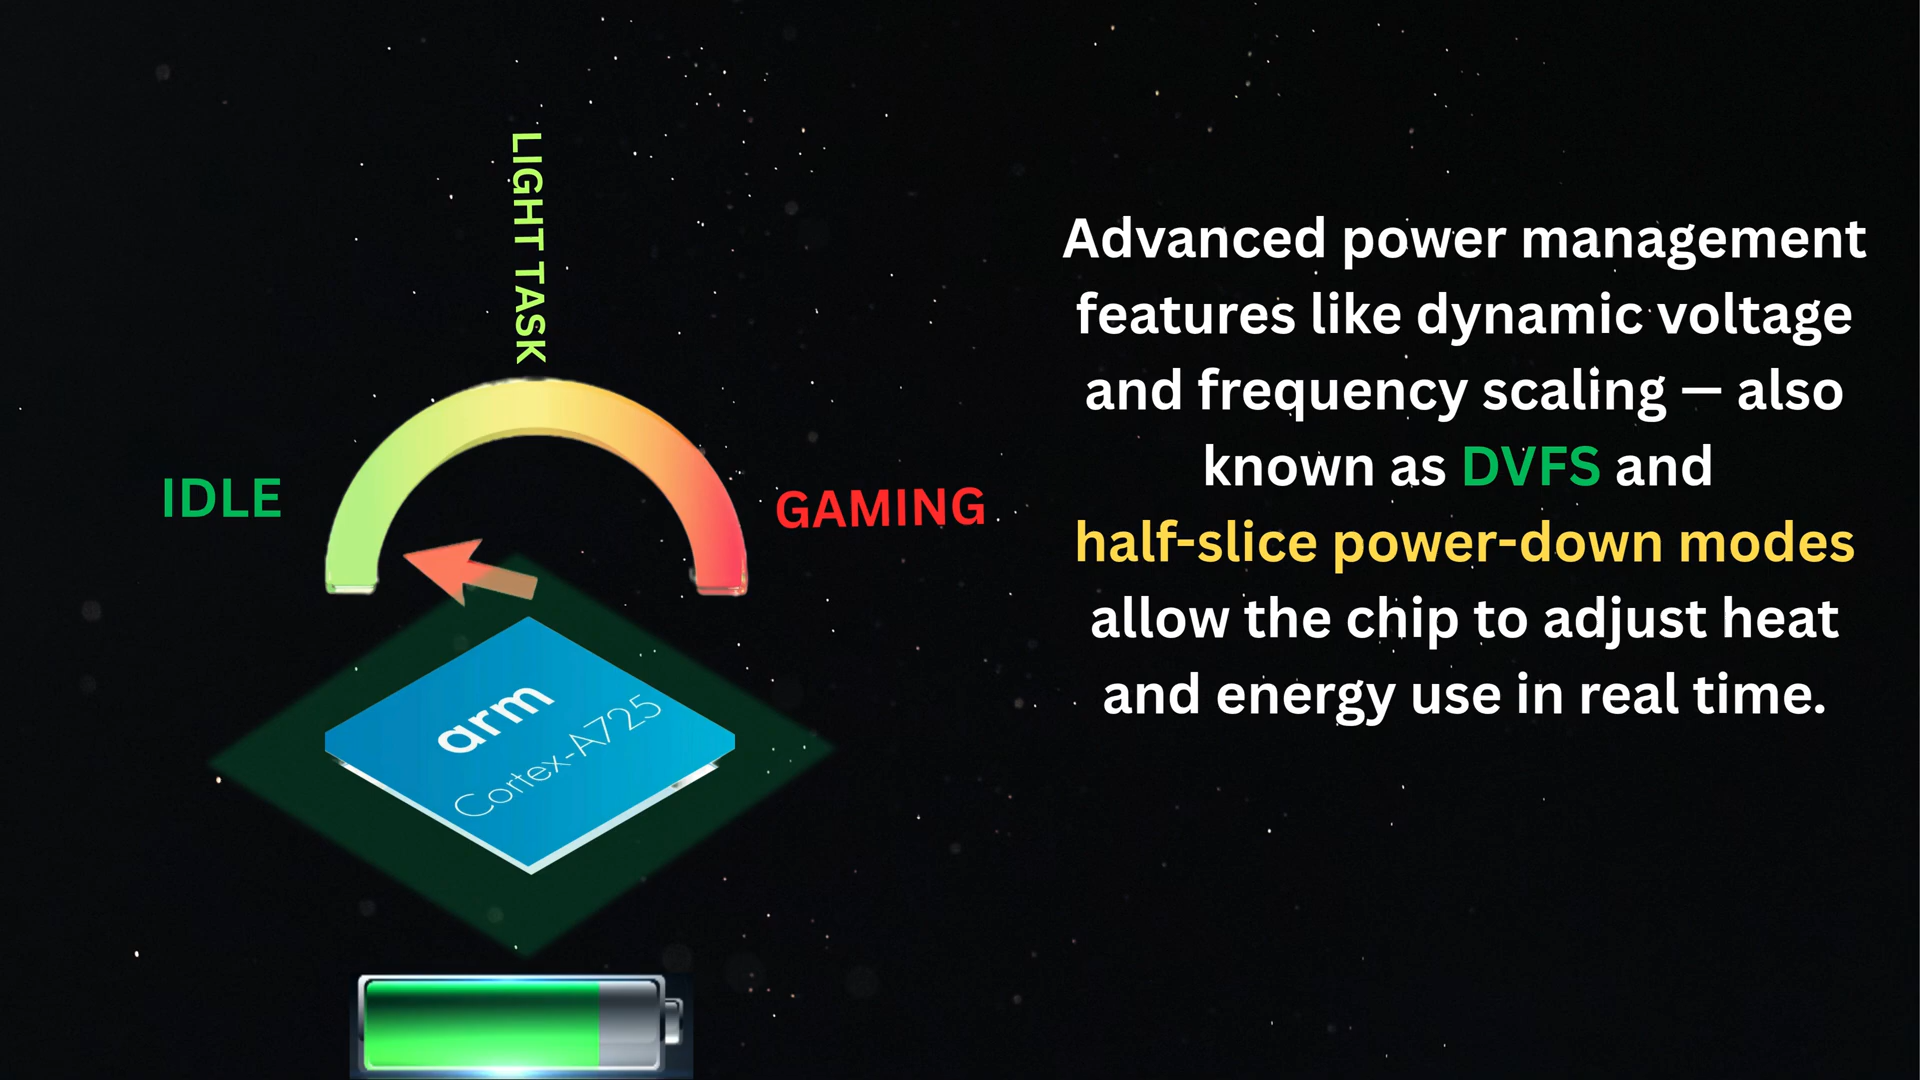 LIGHT TASK
IDLE
GAMING
arm
Cortex-A725
Advanced power management
features like dynamic voltage
and frequency scaling — also
known as DVFS and
half-slice power-down modes
allow the chip to adjust heat
and energy use in real time.